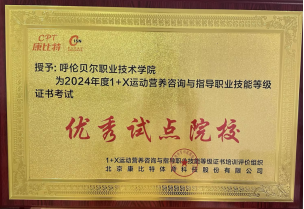 CPT
康比特
授予：呼伦贝尔职业技术学院
为2024年度1+X运动营养咨询与指导职业技能等级
证书考试
优秀试点院校
1+X运动营养咨询与指导职业技能等级证书培训评价组织
北京康比特体育科技股份有限公司